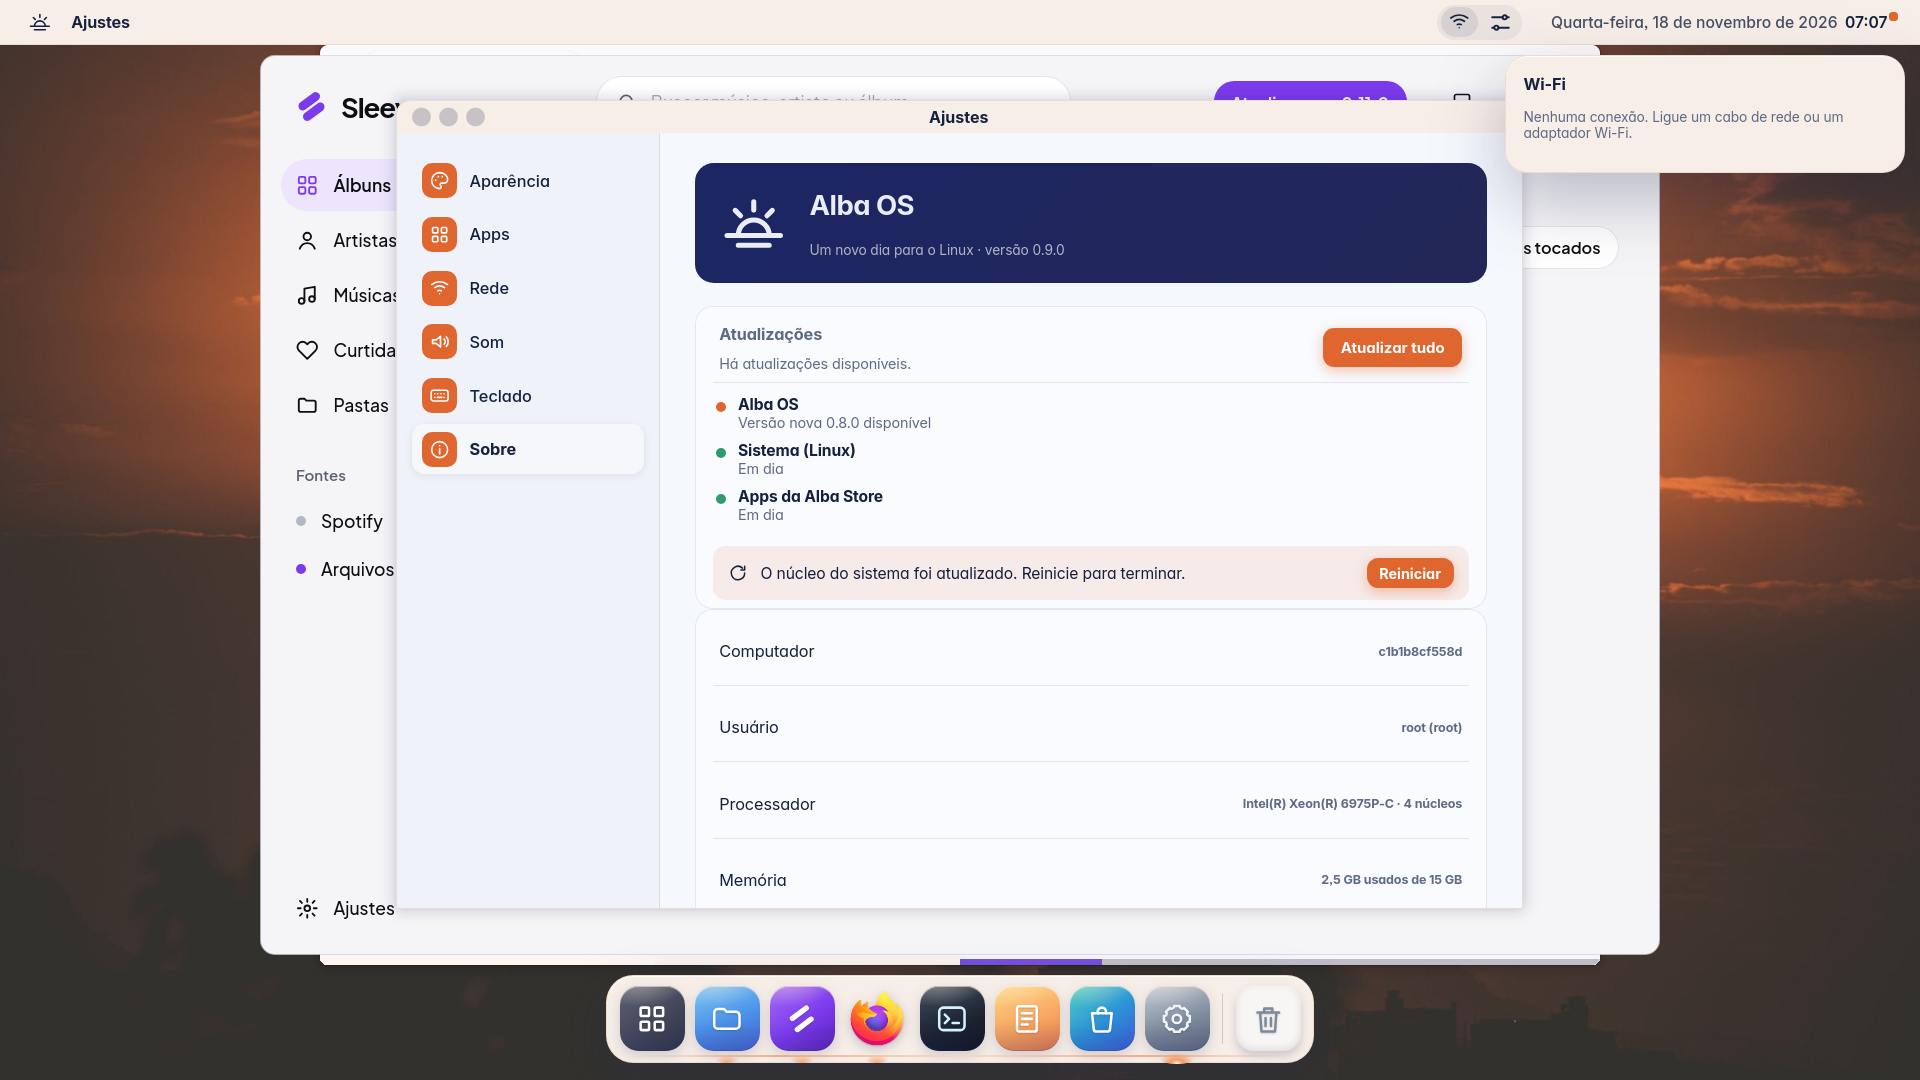 Ajustes
Quarta-feira, 18 de novembro de 2026 07:07
Wi-Fi
Nenhuma conexão. Ligue um cabo de rede ou um
adaptador Wi-Fi.
Álbuns
Artistas
Músicas
Curtida
Pastas
Fontes
Spotify
Arquivos
Ajustes
s tocados
Ajustes
Aparência
Apps
Rede
Som
Teclado
Sobre
Alba OS
Um novo dia para o Linux · versão 0.9.0
Atualizações
Há atualizações disponíveis.
Atualizar tudo
Alba OS
Versão nova 0.8.0 disponível
Sistema (Linux)
Em dia
Apps da Alba Store
Em dia
O núcleo do sistema foi atualizado. Reinicie para terminar.
Reiniciar
Computador
c1b1b8cf558d
Usuário
root (root)
Processador
Intel(R) Xeon(R) 6975P-C · 4 núcleos
Memória
2,5 GB usados de 15 GB